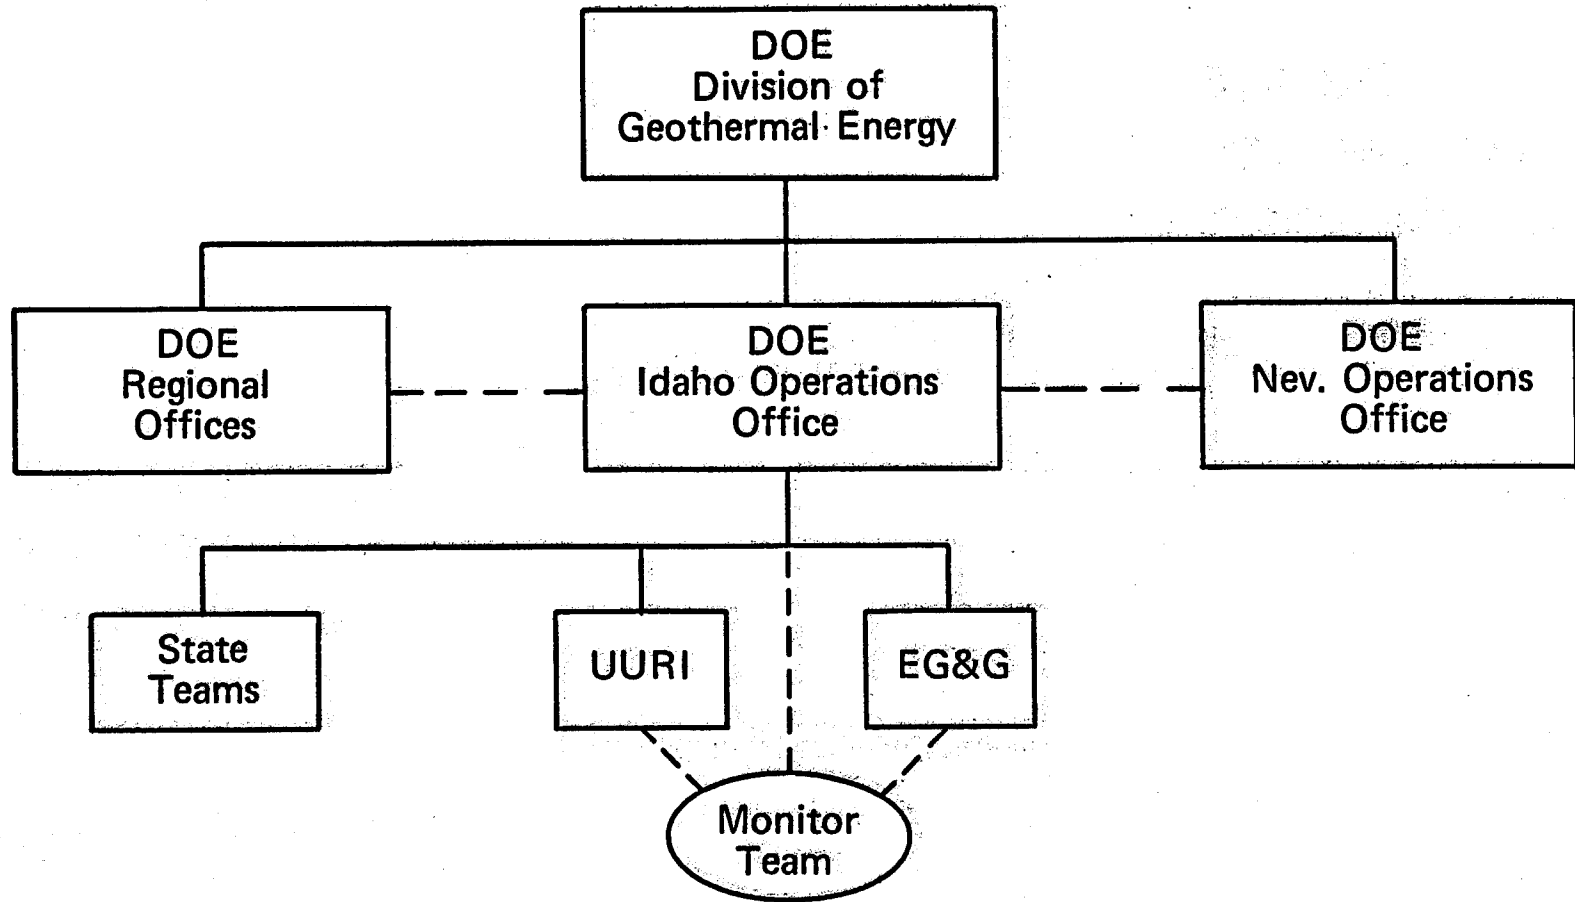 DOE
Division of
Geothermal Energy
DOE
Regional
Offices
DOE
Idaho Operations
Office
DOE
Nev. Operations
Office
State
Teams
UURI
EG&G
Monitor
Team